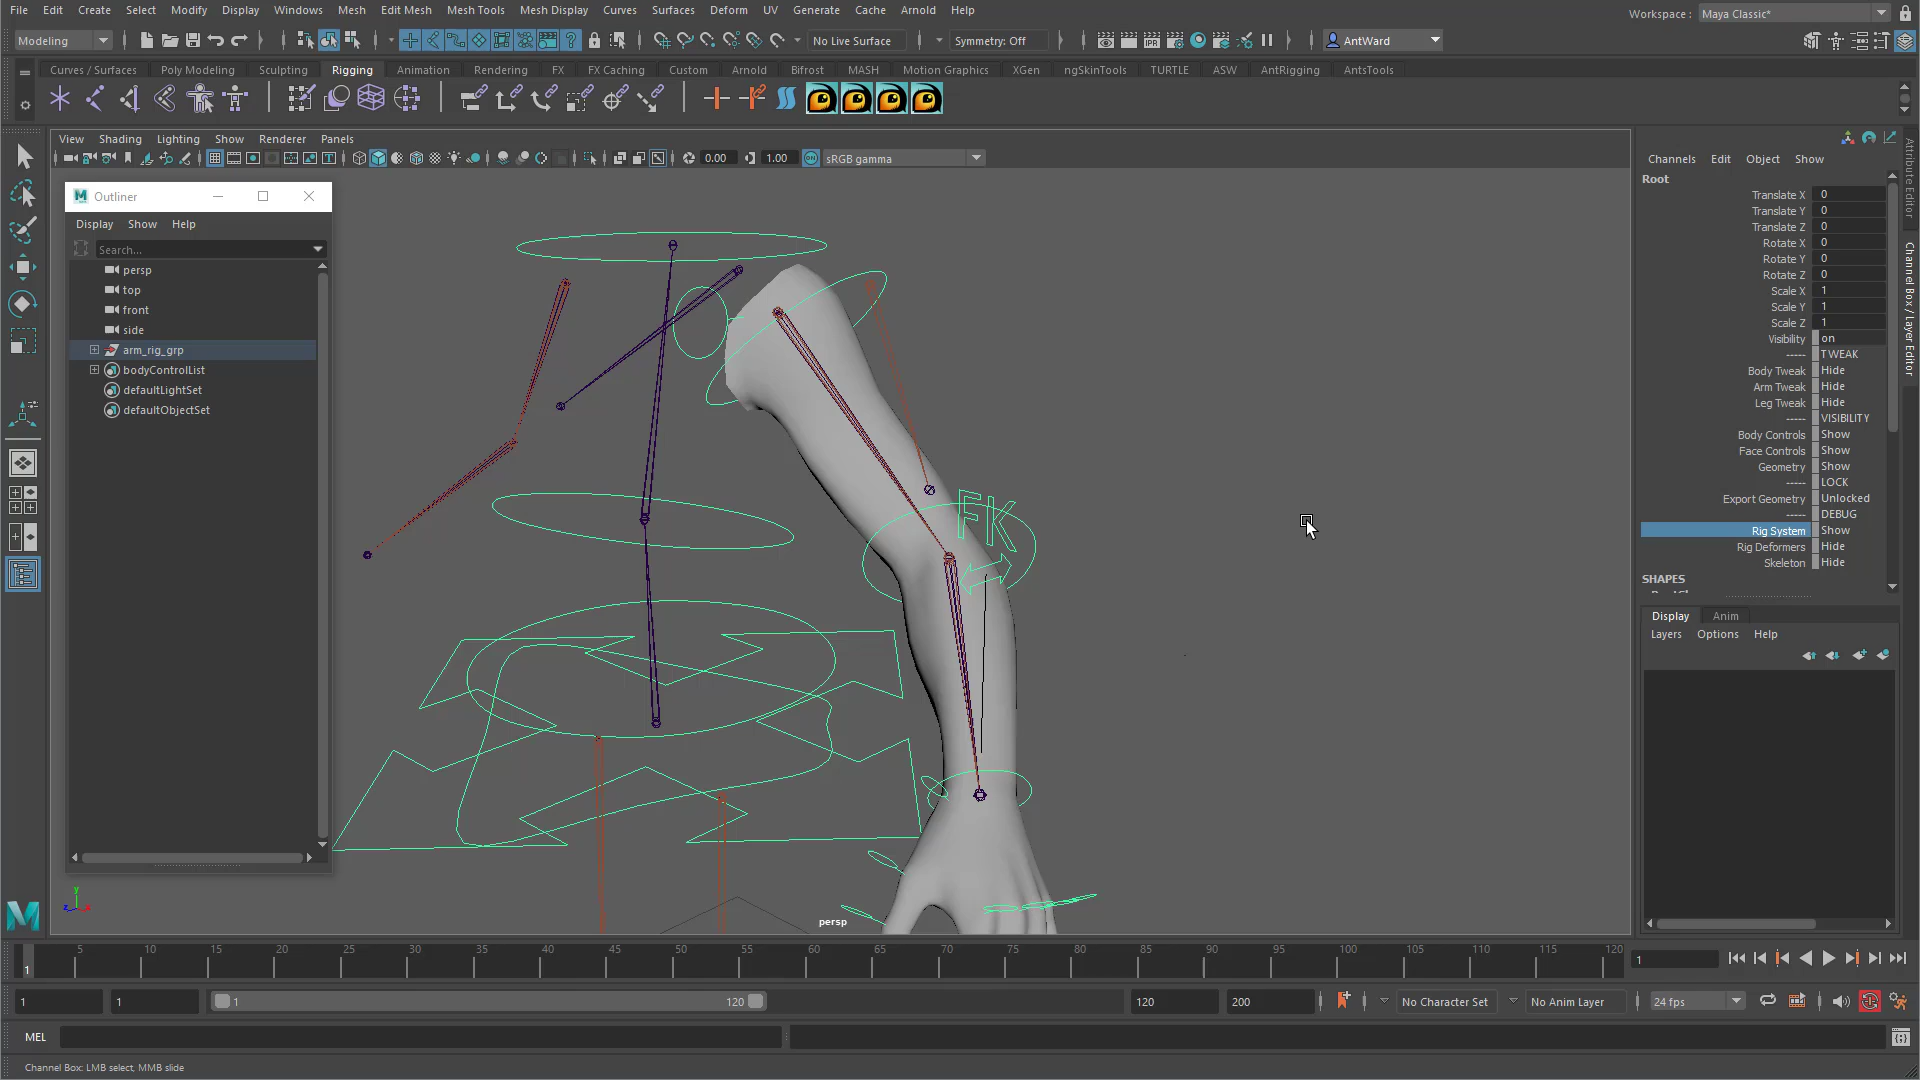 File Edit Create Select Modify Display Windows Mesh Edit Mesh Mesh Tools Mesh Display Curves Surfaces Deform UV Generate Cache Arnold Help
Workspace : Maya Classic*
Modeling No Live Surface Symmetry: Off AntWard
Curves / Surfaces Poly Modeling Sculpting Rigging Animation Rendering FX FX Caching Custom Arnold Bifrost MASH Motion Graphics XGen ngSkinTools TURTLE ASW AntRigging AntsTools
IPR
View Shading Lighting Show Renderer Panels
0.00 1.00 ON sRGB gamma
Outliner
Display Show Help
Search...
persp
top
front
side
arm_rig_grp
bodyControlList
defaultLightSet
defaultObjectSet
FK
persp
y
z x
Channels Edit Object Show
Root
Translate X 0
Translate Y 0
Translate Z 0
Rotate X 0
Rotate Y 0
Rotate Z 0
Scale X 1
Scale Y 1
Scale Z 1
Visibility on
----- TWEAK
Body Tweak Hide
Arm Tweak Hide
Leg Tweak Hide
----- VISIBILITY
Body Controls Show
Face Controls Show
Geometry Show
----- LOCK
Export Geometry Unlocked
----- DEBUG
Rig System Show
Rig Deformers Hide
Skeleton Hide
SHAPES
Attribute Editor
Channel Box / Layer Editor
Display Anim
Layers Options Help
5 10 15 20 25 30 35 40 45 50 55 60 65 70 75 80 85 90 95 100 105 110 115 120
1 1
1 1 1 120 120 200 No Character Set No Anim Layer 24 fps
MEL
Channel Box: LMB select, MMB slide